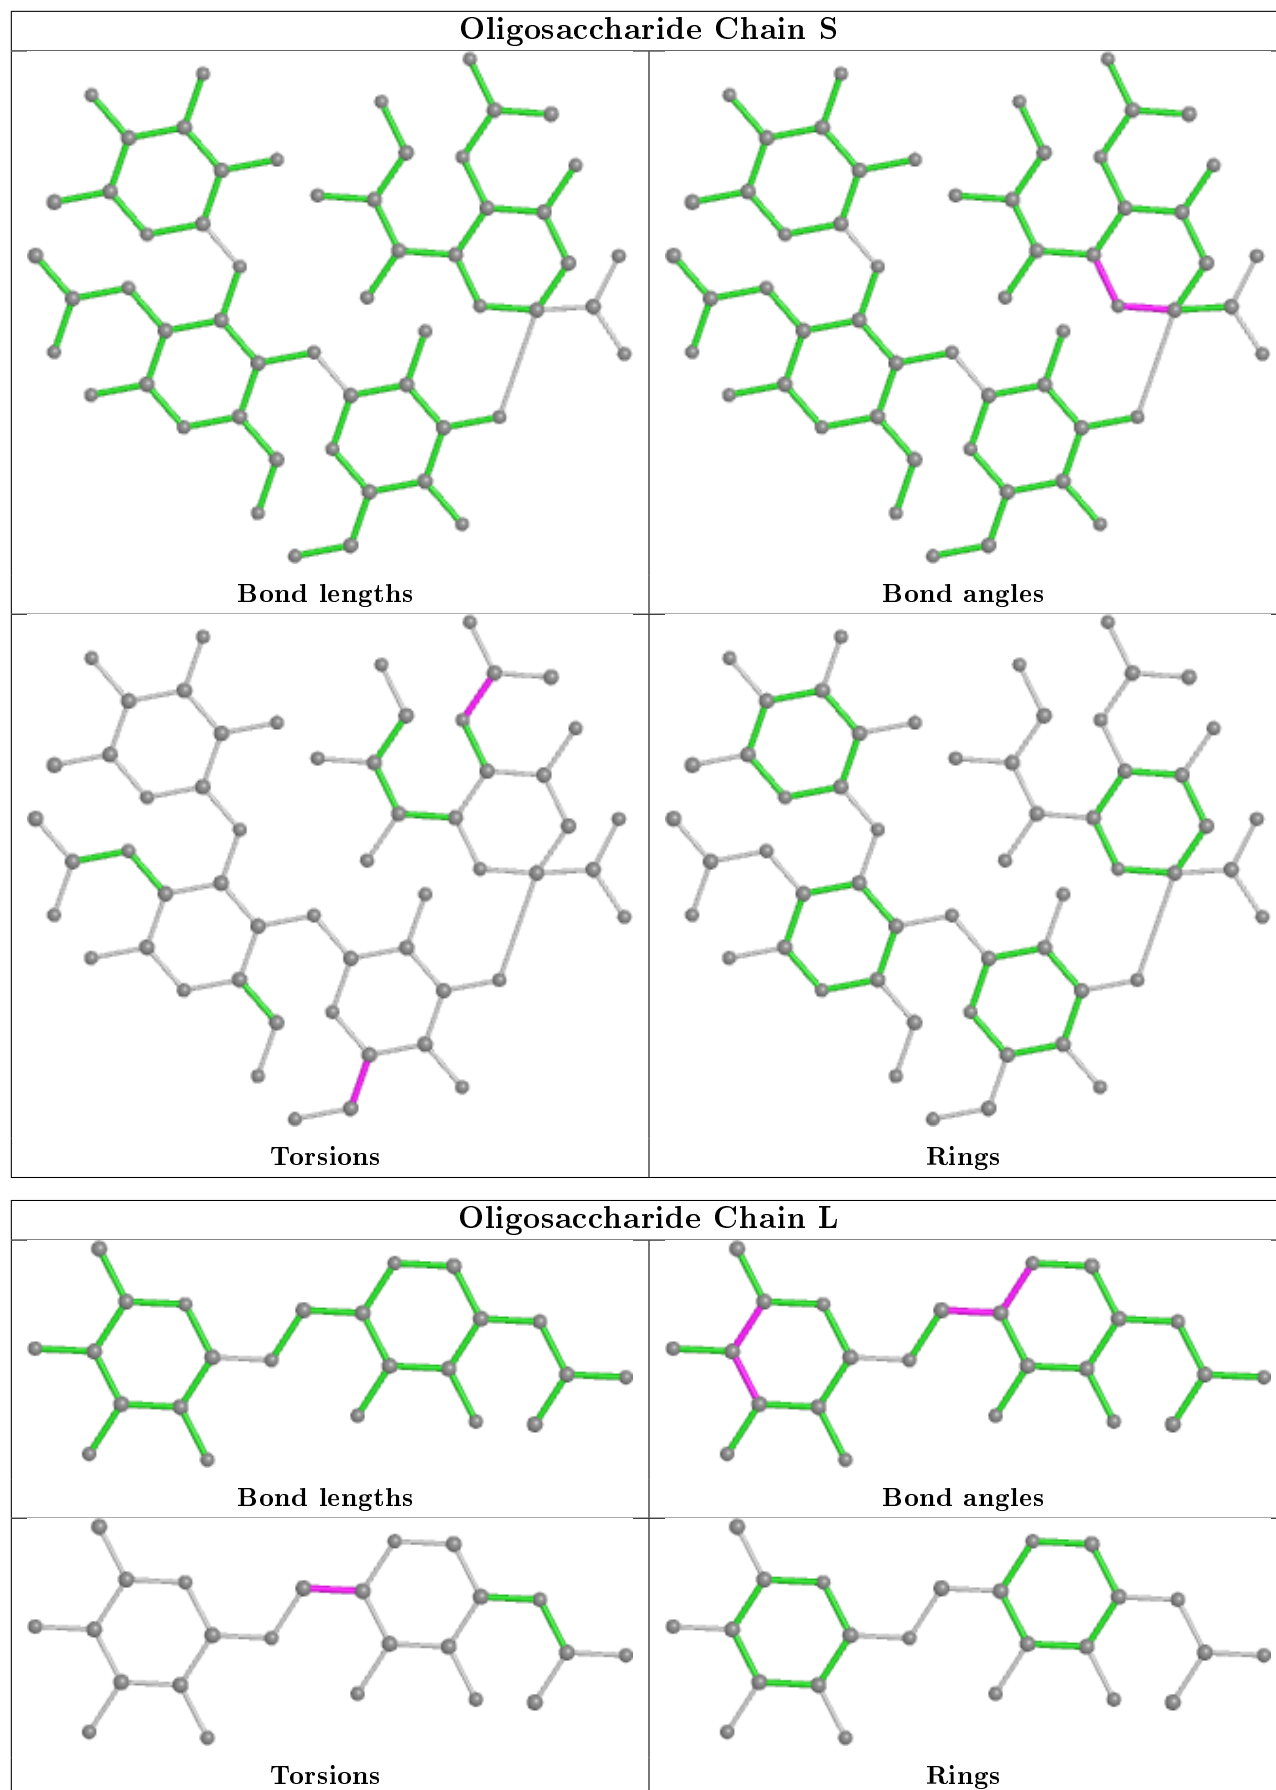 Oligosaccharide Chain S
Bond lengths
Bond angles
Torsions
Rings
Oligosaccharide Chain L
Bond lengths
Bond angles
Torsions
Rings